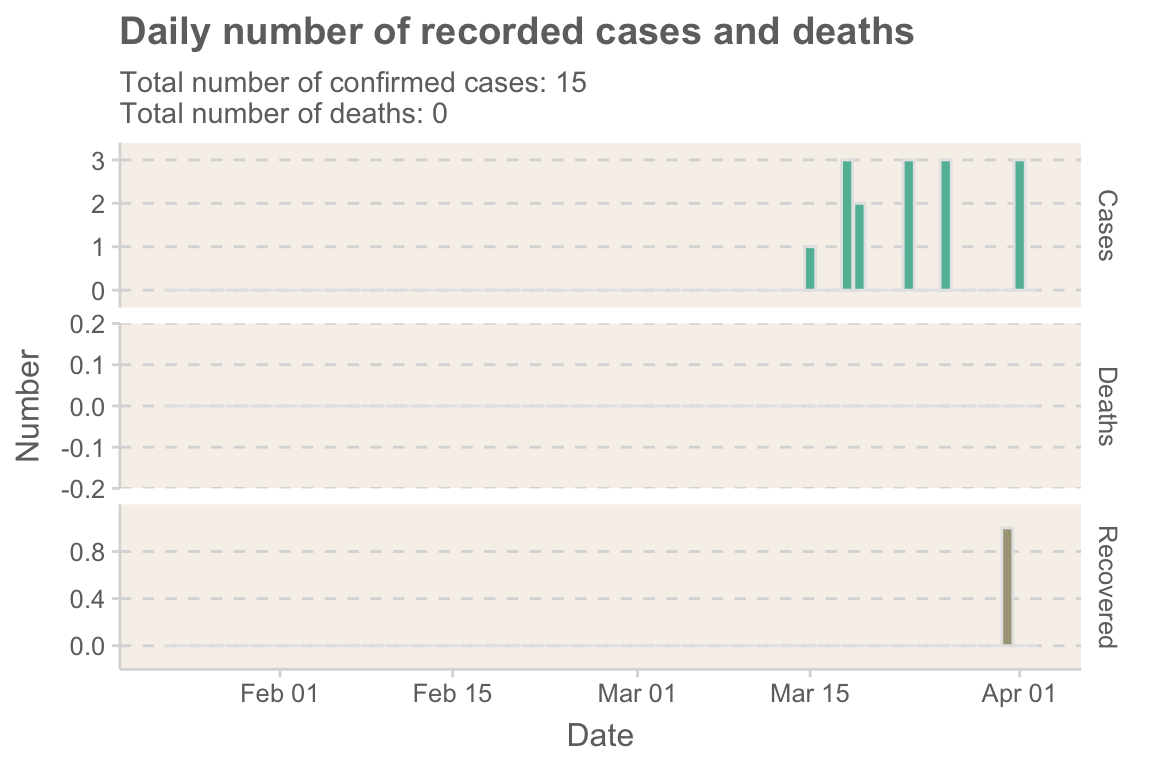 Daily number of recorded cases and deaths
Total number of confirmed cases: 15
Total number of deaths: 0
3
2
1
0
Cases
0.2
0.1
0.0
-0.1
-0.2
Deaths
Number
0.8
0.4
0.0
Recovered
Feb 01 Feb 15 Mar 01 Mar 15 Apr 01
Date